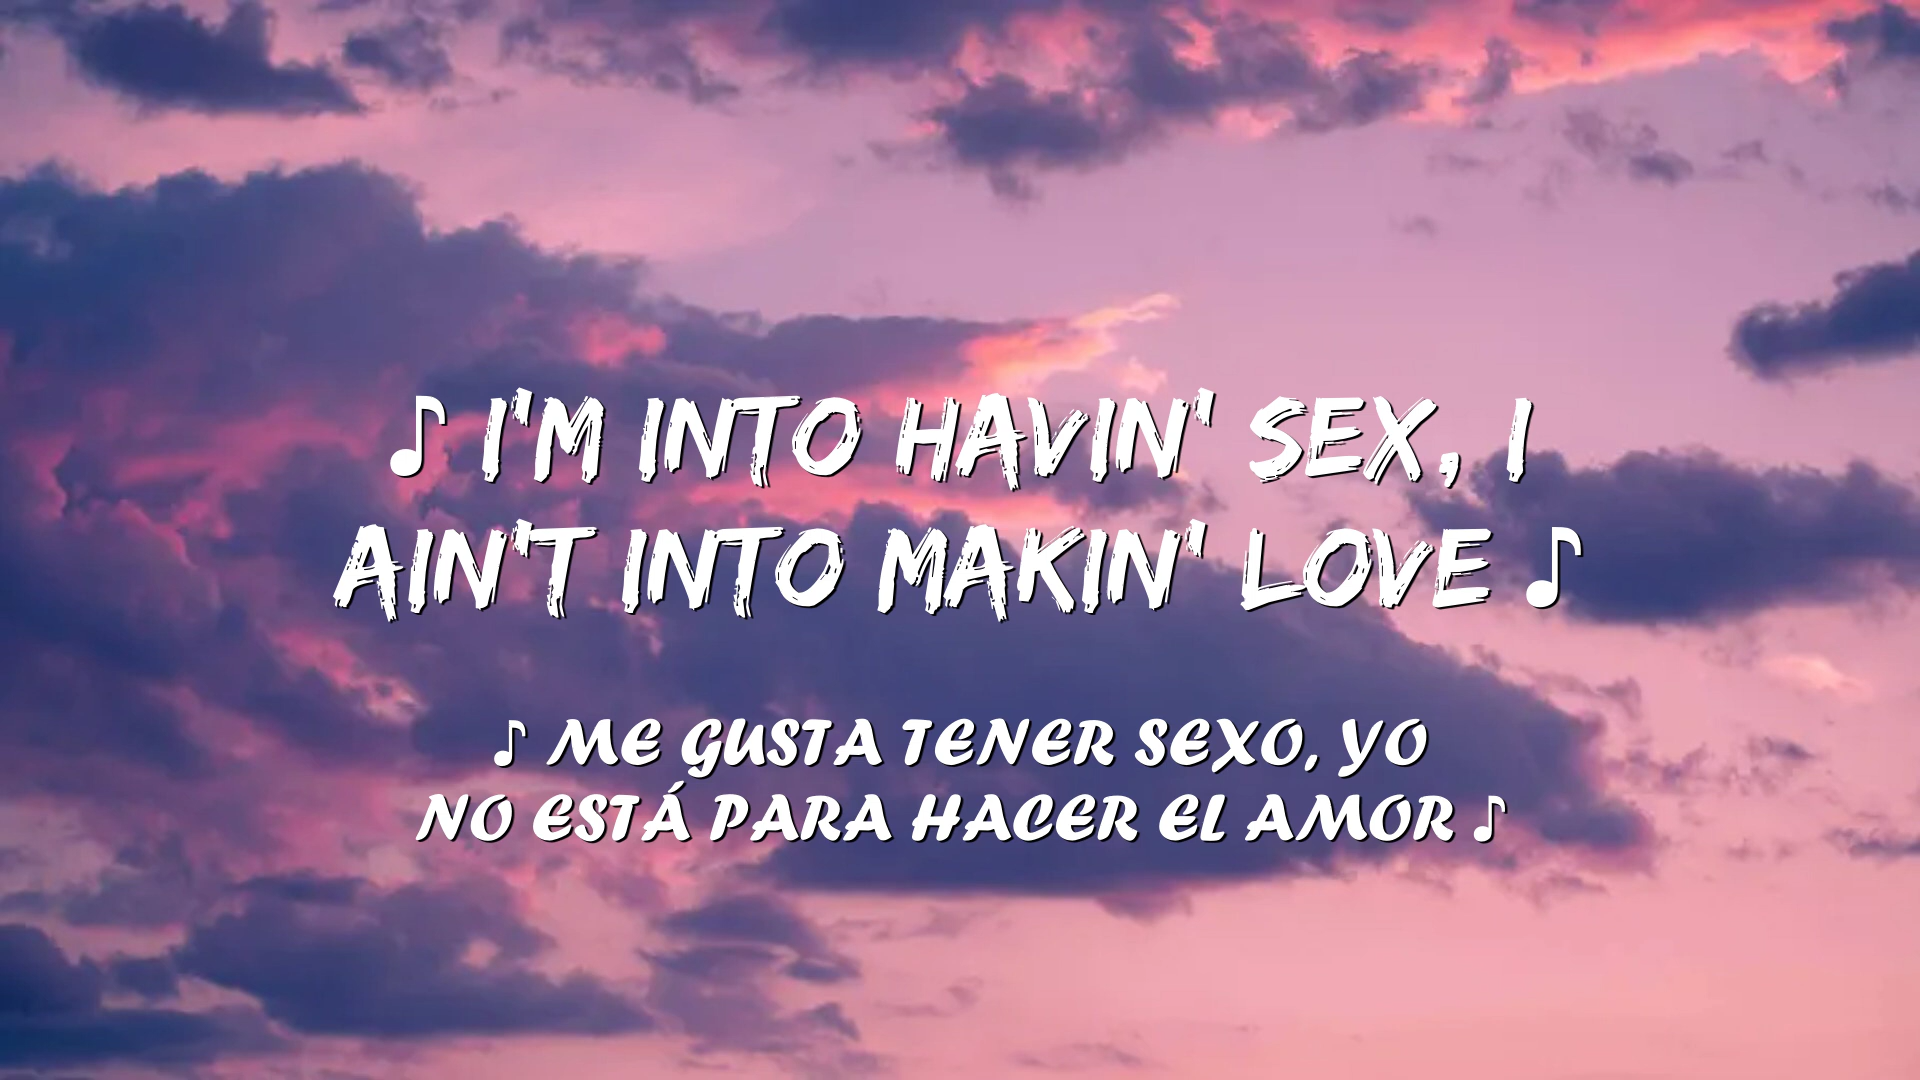 ♪ I'M INTO HAVIN' SEX, I
AIN'T INTO MAKIN' LOVE ♪
♪ ME GUSTA TENER SEXO, YO
NO ESTÁ PARA HACER EL AMOR ♪